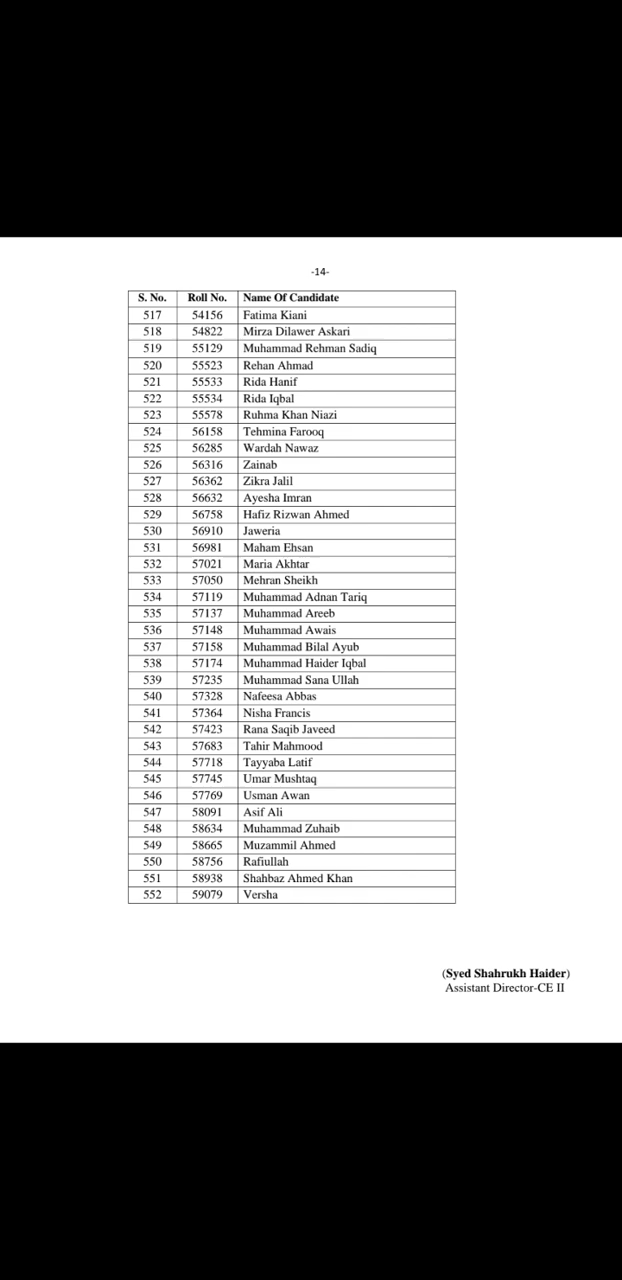 -14-
S. No. Roll No. Name Of Candidate
517 54156 Fatima Kiani
518 54822 Mirza Dilawer Askari
519 55129 Muhammad Rehman Sadiq
520 55523 Rehan Ahmad
521 55533 Rida Hanif
522 55534 Rida Iqbal
523 55578 Ruhma Khan Niazi
524 56158 Tehmina Farooq
525 56285 Wardah Nawaz
526 56316 Zainab
527 56362 Zikra Jalil
528 56632 Ayesha Imran
529 56758 Hafiz Rizwan Ahmed
530 56910 Jaweria
531 56981 Maham Ehsan
532 57021 Maria Akhtar
533 57050 Mehran Sheikh
534 57119 Muhammad Adnan Tariq
535 57137 Muhammad Areeb
536 57148 Muhammad Awais
537 57158 Muhammad Bilal Ayub
538 57174 Muhammad Haider Iqbal
539 57235 Muhammad Sana Ullah
540 57328 Nafeesa Abbas
541 57364 Nisha Francis
542 57423 Rana Saqib Javeed
543 57683 Tahir Mahmood
544 57718 Tayyaba Latif
545 57745 Umar Mushtaq
546 57769 Usman Awan
547 58091 Asif Ali
548 58634 Muhammad Zuhaib
549 58665 Muzammil Ahmed
550 58756 Rafiullah
551 58938 Shahbaz Ahmed Khan
552 59079 Versha
(Syed Shahrukh Haider)
Assistant Director-CE II